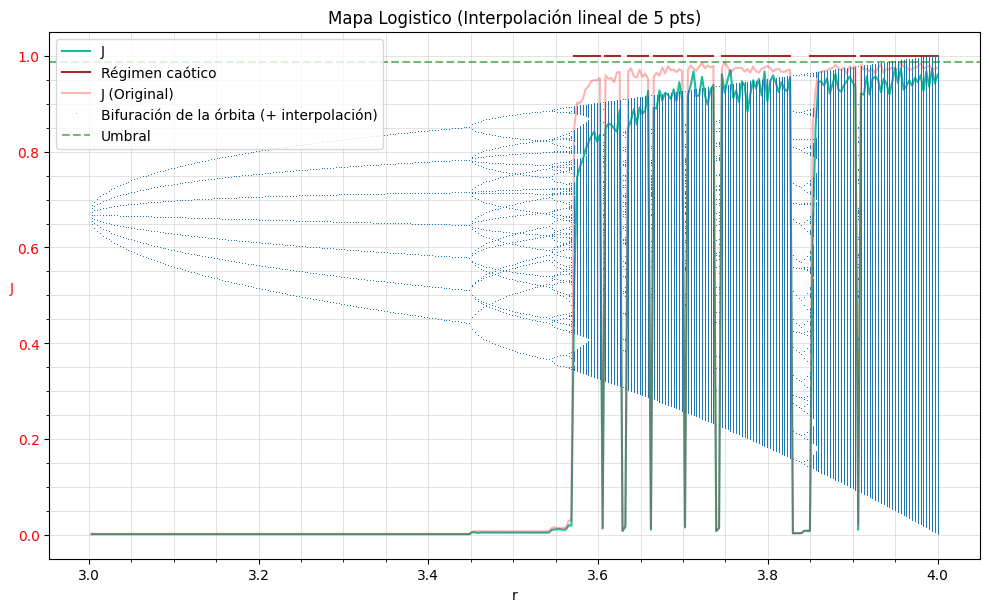 Mapa Logistico (Interpolación lineal de 5 pts)
J
Régimen caótico
J (Original)
Bifuración de la órbita (+ interpolación)
Umbral
1.0
0.8
0.6
0.4
0.2
0.0
J
3.0 3.2 3.4 3.6 3.8 4.0
r